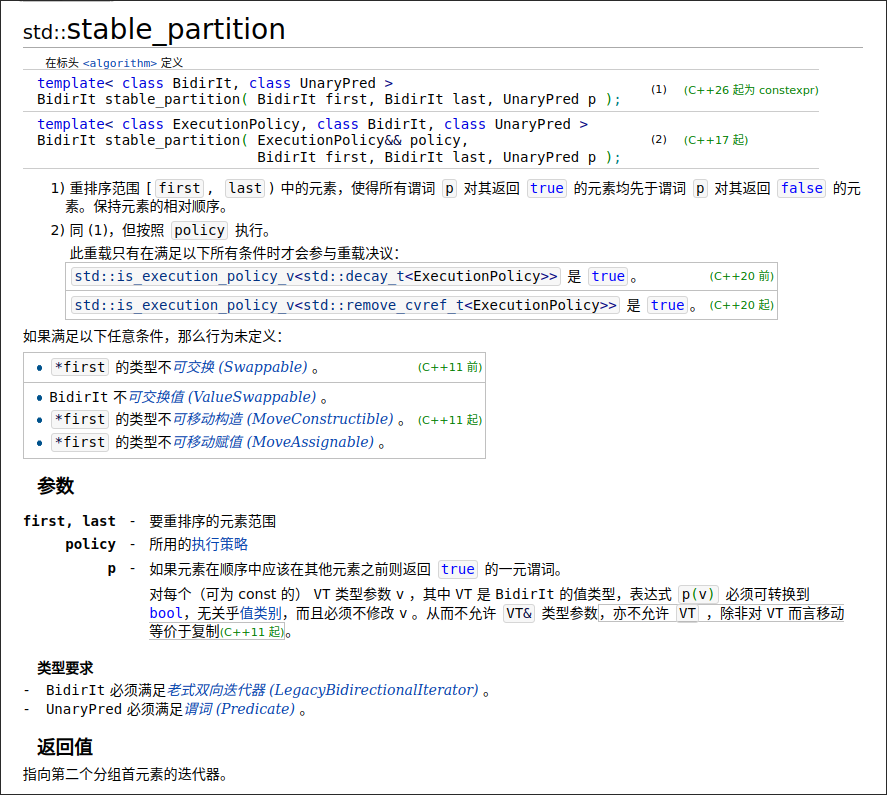 std::stable_partition
在标头 <algorithm> 定义
template< class BidirIt, class UnaryPred >
BidirIt stable_partition( BidirIt first, BidirIt last, UnaryPred p ); (1) (C++26 起为 constexpr)
template< class ExecutionPolicy, class BidirIt, class UnaryPred >
BidirIt stable_partition( ExecutionPolicy&& policy, (2) (C++17 起)
BidirIt first, BidirIt last, UnaryPred p );
1) 重排序范围 [first, last) 中的元素，使得所有谓词 p 对其返回 true 的元素均先于谓词 p 对其返回 false 的元
素。保持元素的相对顺序。
2) 同 (1)，但按照 policy 执行。
此重载只有在满足以下所有条件时才会参与重载决议：
std::is_execution_policy_v<std::decay_t<ExecutionPolicy>> 是 true。 (C++20 前)
std::is_execution_policy_v<std::remove_cvref_t<ExecutionPolicy>> 是 true。 (C++20 起)
如果满足以下任意条件，那么行为未定义：
• *first 的类型不可交换 (Swappable) 。 (C++11 前)
• BidirIt 不可交换值 (ValueSwappable) 。
• *first 的类型不可移动构造 (MoveConstructible) 。 (C++11 起)
• *first 的类型不可移动赋值 (MoveAssignable) 。
参数
first, last - 要重排序的元素范围
policy - 所用的执行策略
p - 如果元素在顺序中应该在其他元素之前则返回 true 的一元谓词。
对每个（可为 const 的） VT 类型参数 v ，其中 VT 是 BidirIt 的值类型，表达式 p(v) 必须可转换到
bool，无关乎值类别，而且必须不修改 v 。从而不允许 VT& 类型参数，亦不允许 VT ，除非对 VT 而言移动
等价于复制(C++11 起)。
类型要求
- BidirIt 必须满足老式双向迭代器 (LegacyBidirectionalIterator) 。
- UnaryPred 必须满足谓词 (Predicate) 。
返回值
指向第二个分组首元素的迭代器。